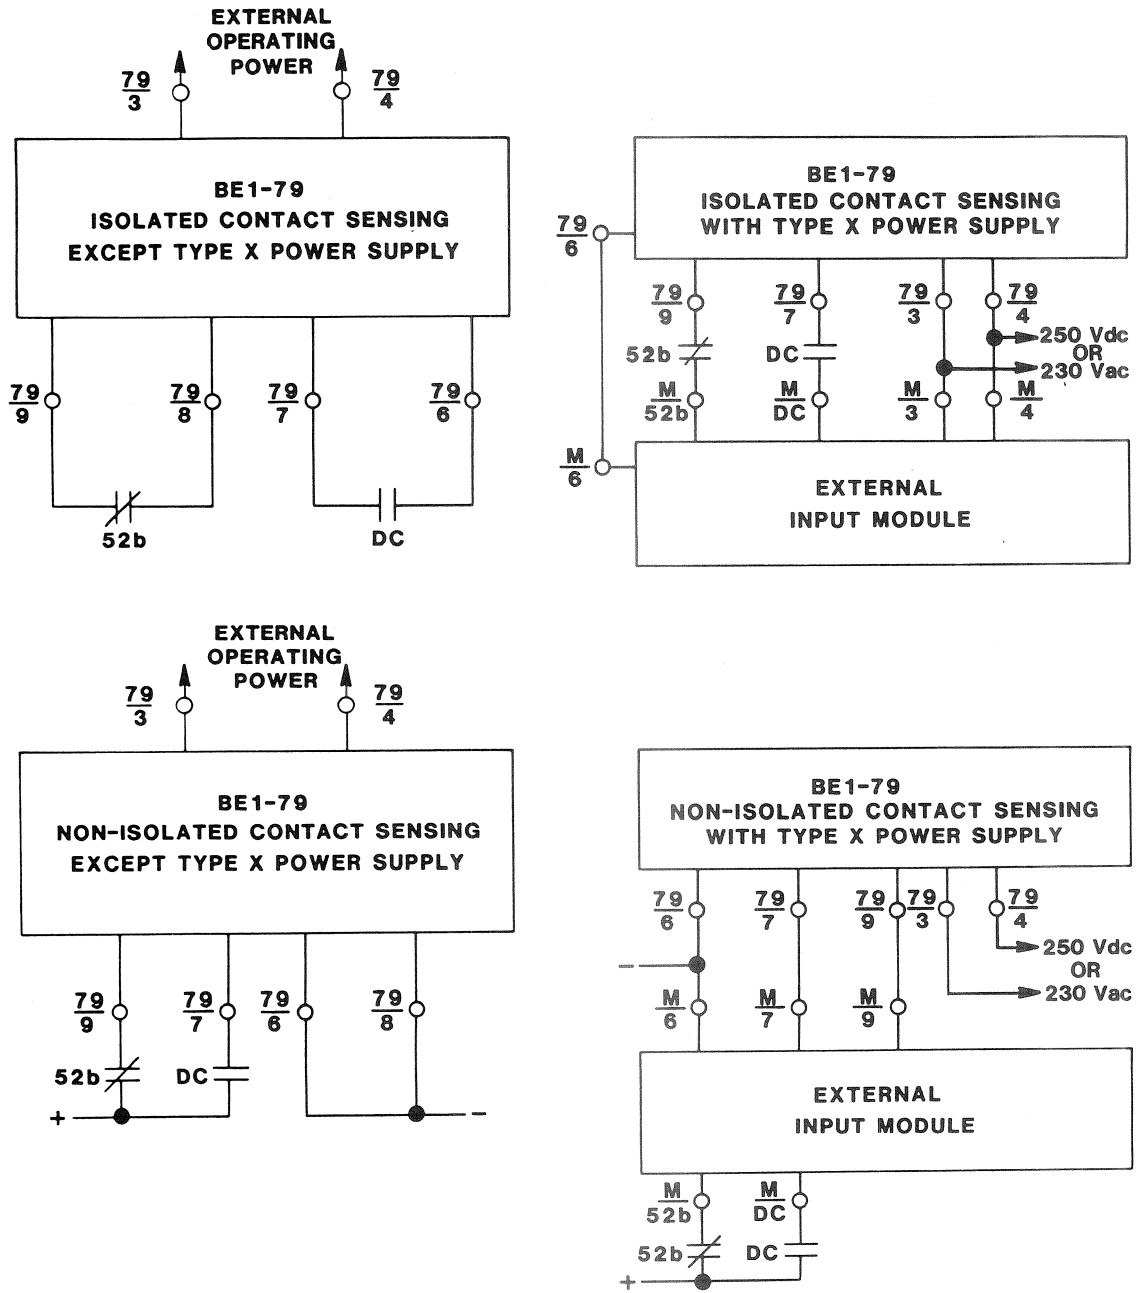 EXTERNAL
OPERATING
POWER
79
3
79
4
BE1-79
ISOLATED CONTACT SENSING
EXCEPT TYPE X POWER SUPPLY
79
9
79
8
79
7
79
6
52b
DC
BE1-79
ISOLATED CONTACT SENSING
WITH TYPE X POWER SUPPLY
79
6
79
9
79
7
79
3
79
4
250 Vdc
OR
230 Vac
52b
DC
M
52b
M
DC
M
3
M
4
M
6
EXTERNAL
INPUT MODULE
EXTERNAL
OPERATING
POWER
79
3
79
4
BE1-79
NON-ISOLATED CONTACT SENSING
EXCEPT TYPE X POWER SUPPLY
79
9
79
7
79
6
79
8
52b
DC
+
−
BE1-79
NON-ISOLATED CONTACT SENSING
WITH TYPE X POWER SUPPLY
79
6
79
7
79
9
79
3
79
4
250 Vdc
OR
230 Vac
−
M
6
M
7
M
9
EXTERNAL
INPUT MODULE
M
52b
M
DC
52b
DC
+